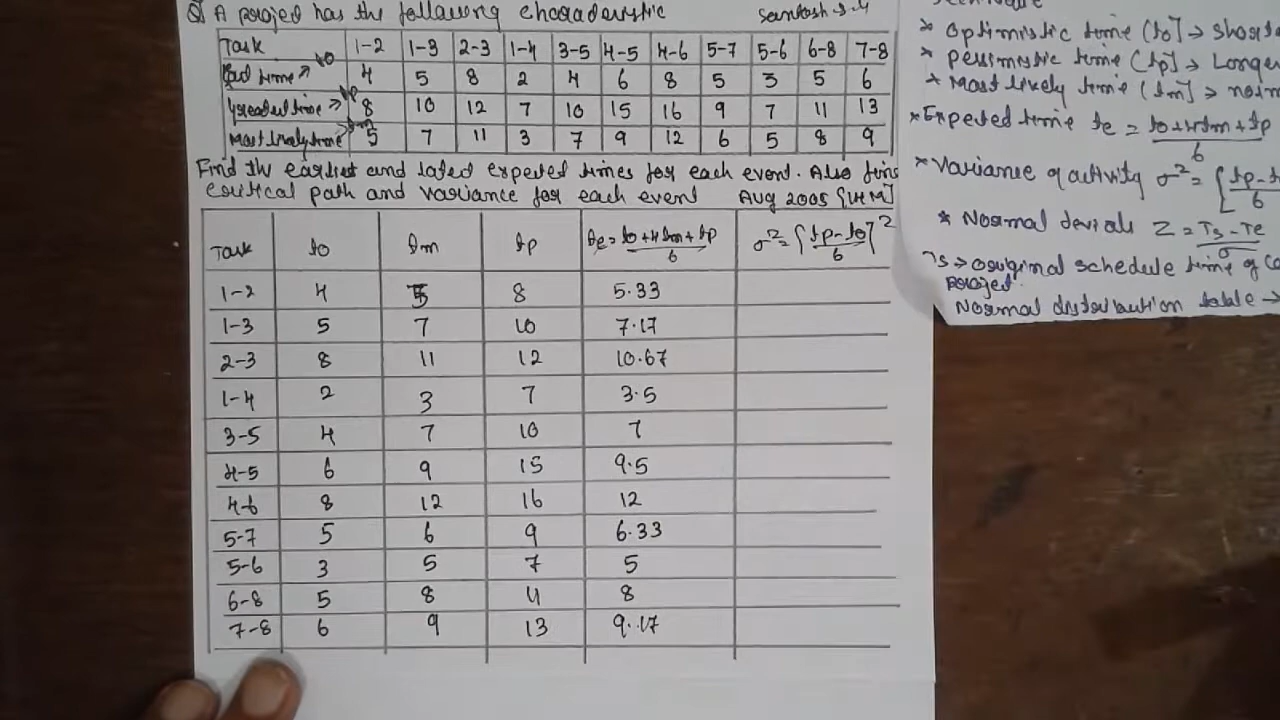 Q) A project has the following characteristic Santosh.S.Y
Task 1-2 1-3 2-3 1-4 3-5 4-5 4-6 5-7 5-6 6-8 7-8
time → to 4 5 8 2 4 6 8 5 3 5 6
time → tp 8 10 12 7 10 15 16 9 7 11 13
Most likely time → tm 5 7 11 3 7 9 12 6 5 8 9
Find the earliest and lated expected times for each event. Also find
critical path and variance for each event AUG 2005 [14M]
Task to tm tp te = to+4tm+tp/6 σ² = [tp-to/6]²
1-2 4 5 8 5.33
1-3 5 7 10 7.17
2-3 8 11 12 10.67
1-4 2 3 7 3.5
3-5 4 7 10 7
4-5 6 9 15 9.5
4-6 8 12 16 12
5-7 5 6 9 6.33
5-6 3 5 7 5
6-8 5 8 11 8
7-8 6 9 13 9.17
* Optimistic time (to] →
* pessimistic time (tp] → Longer
* Most likely time (tm] →
* Expected time te = to+4tm+tp/6
* Variance of activity σ² = [tp-t/6
* Normal deviate Z = Ts-Te/σ
Ts → original schedule time of
project.
Normal distribution table →